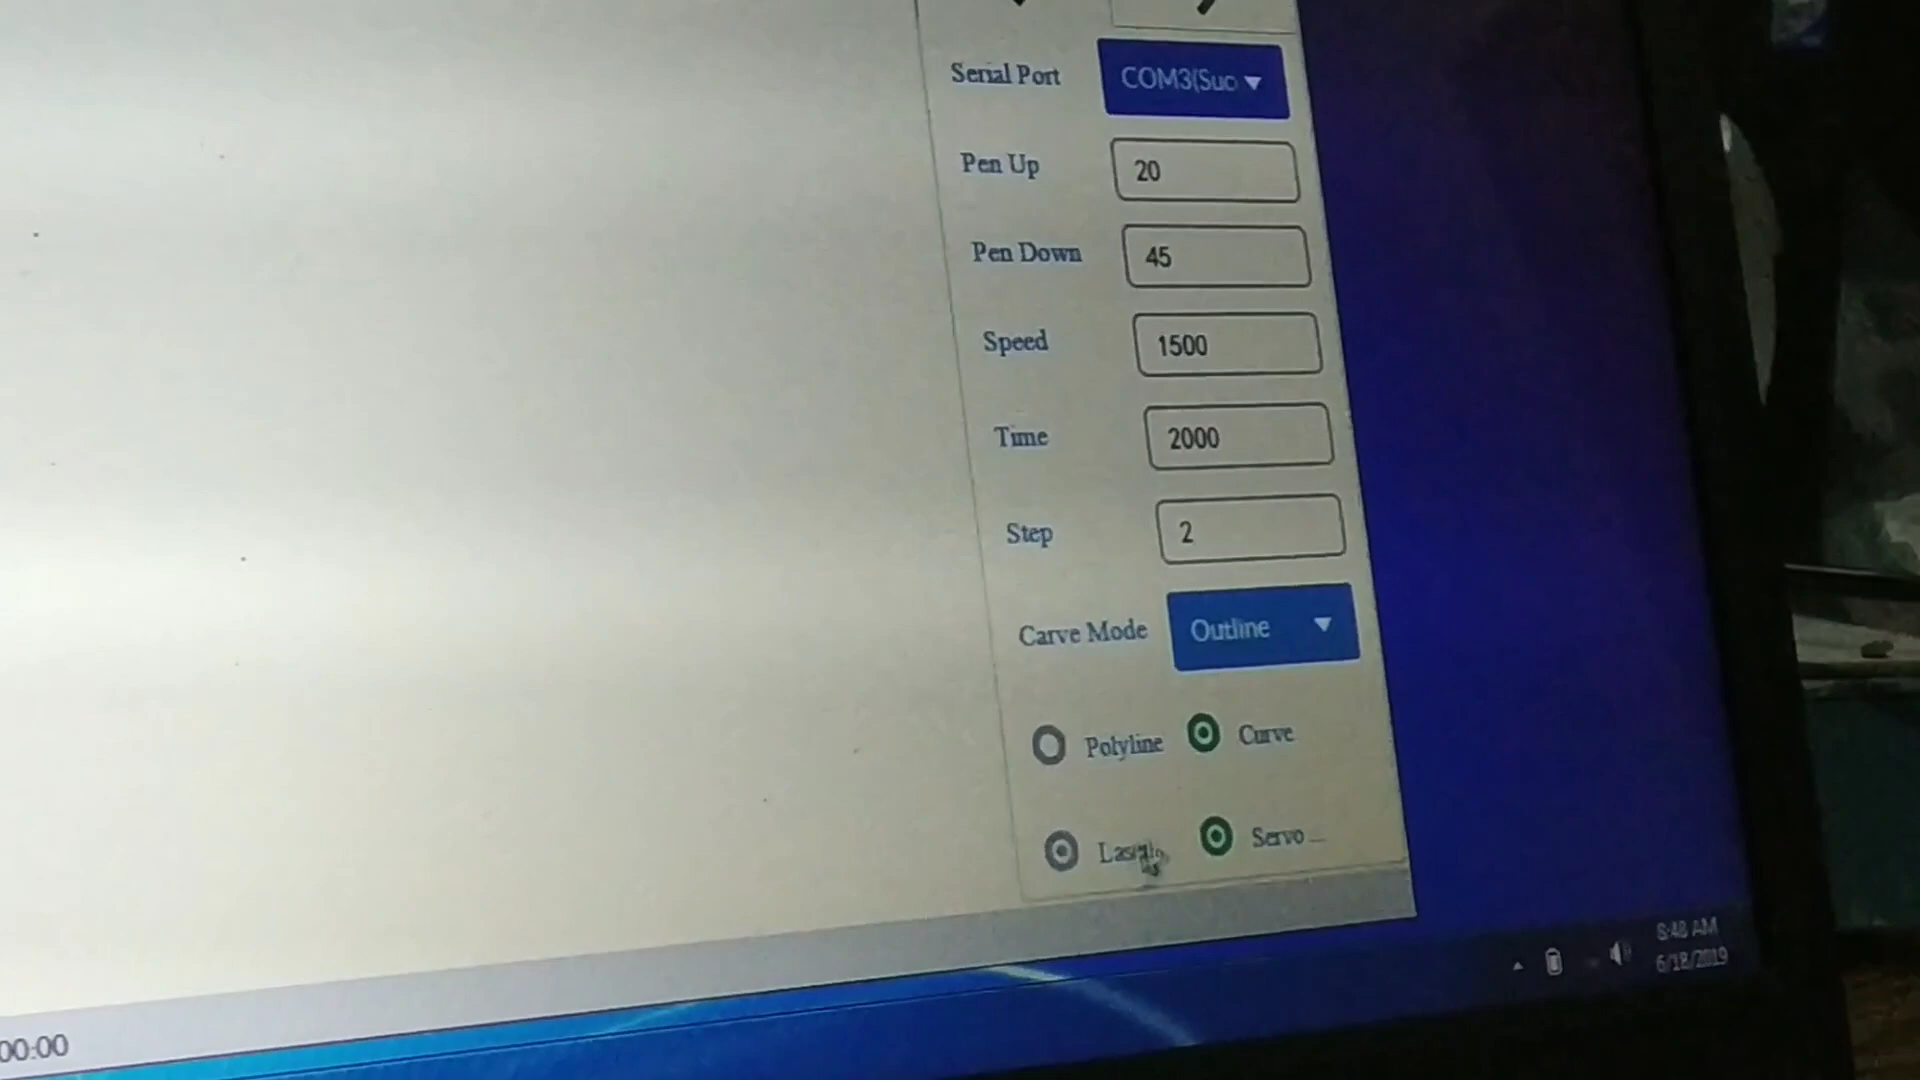 Serial Port COM3(Suc
Pen Up 20
Pen Down 45
Speed 1500
Time 2000
Step 2
Carve Mode Outline
Polyline Curve
Servo ...
00:00
8:48 AM
6/18/2019